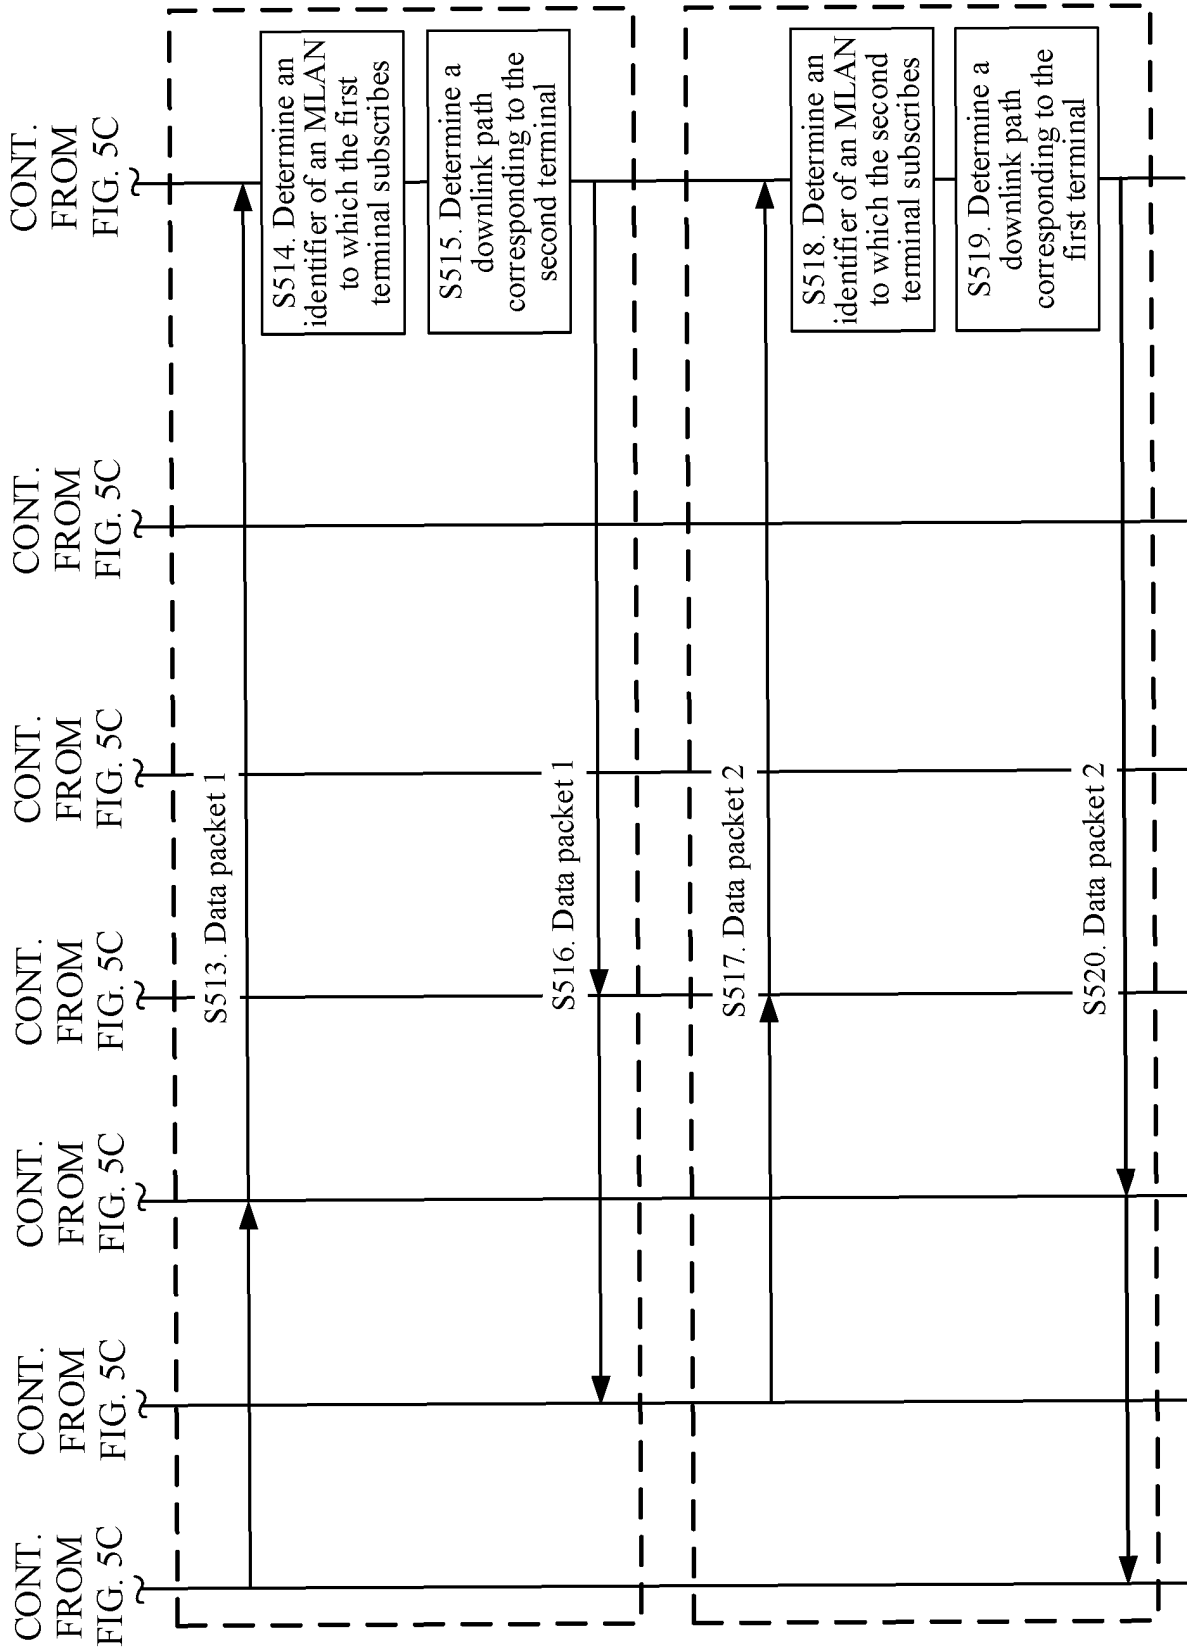 CONT.
FROM
FIG. 5C
CONT.
FROM
FIG. 5C
CONT.
FROM
FIG. 5C
CONT.
FROM
FIG. 5C
CONT.
FROM
FIG. 5C
CONT.
FROM
FIG. 5C
CONT.
FROM
FIG. 5C
S513. Data packet 1
S514. Determine an
identifier of an MLAN
to which the first
terminal subscribes
S515. Determine a
downlink path
corresponding to the
second terminal
S516. Data packet 1
S517. Data packet 2
S518. Determine an
identifier of an MLAN
to which the second
terminal subscribes
S519. Determine a
downlink path
corresponding to the
first terminal
S520. Data packet 2